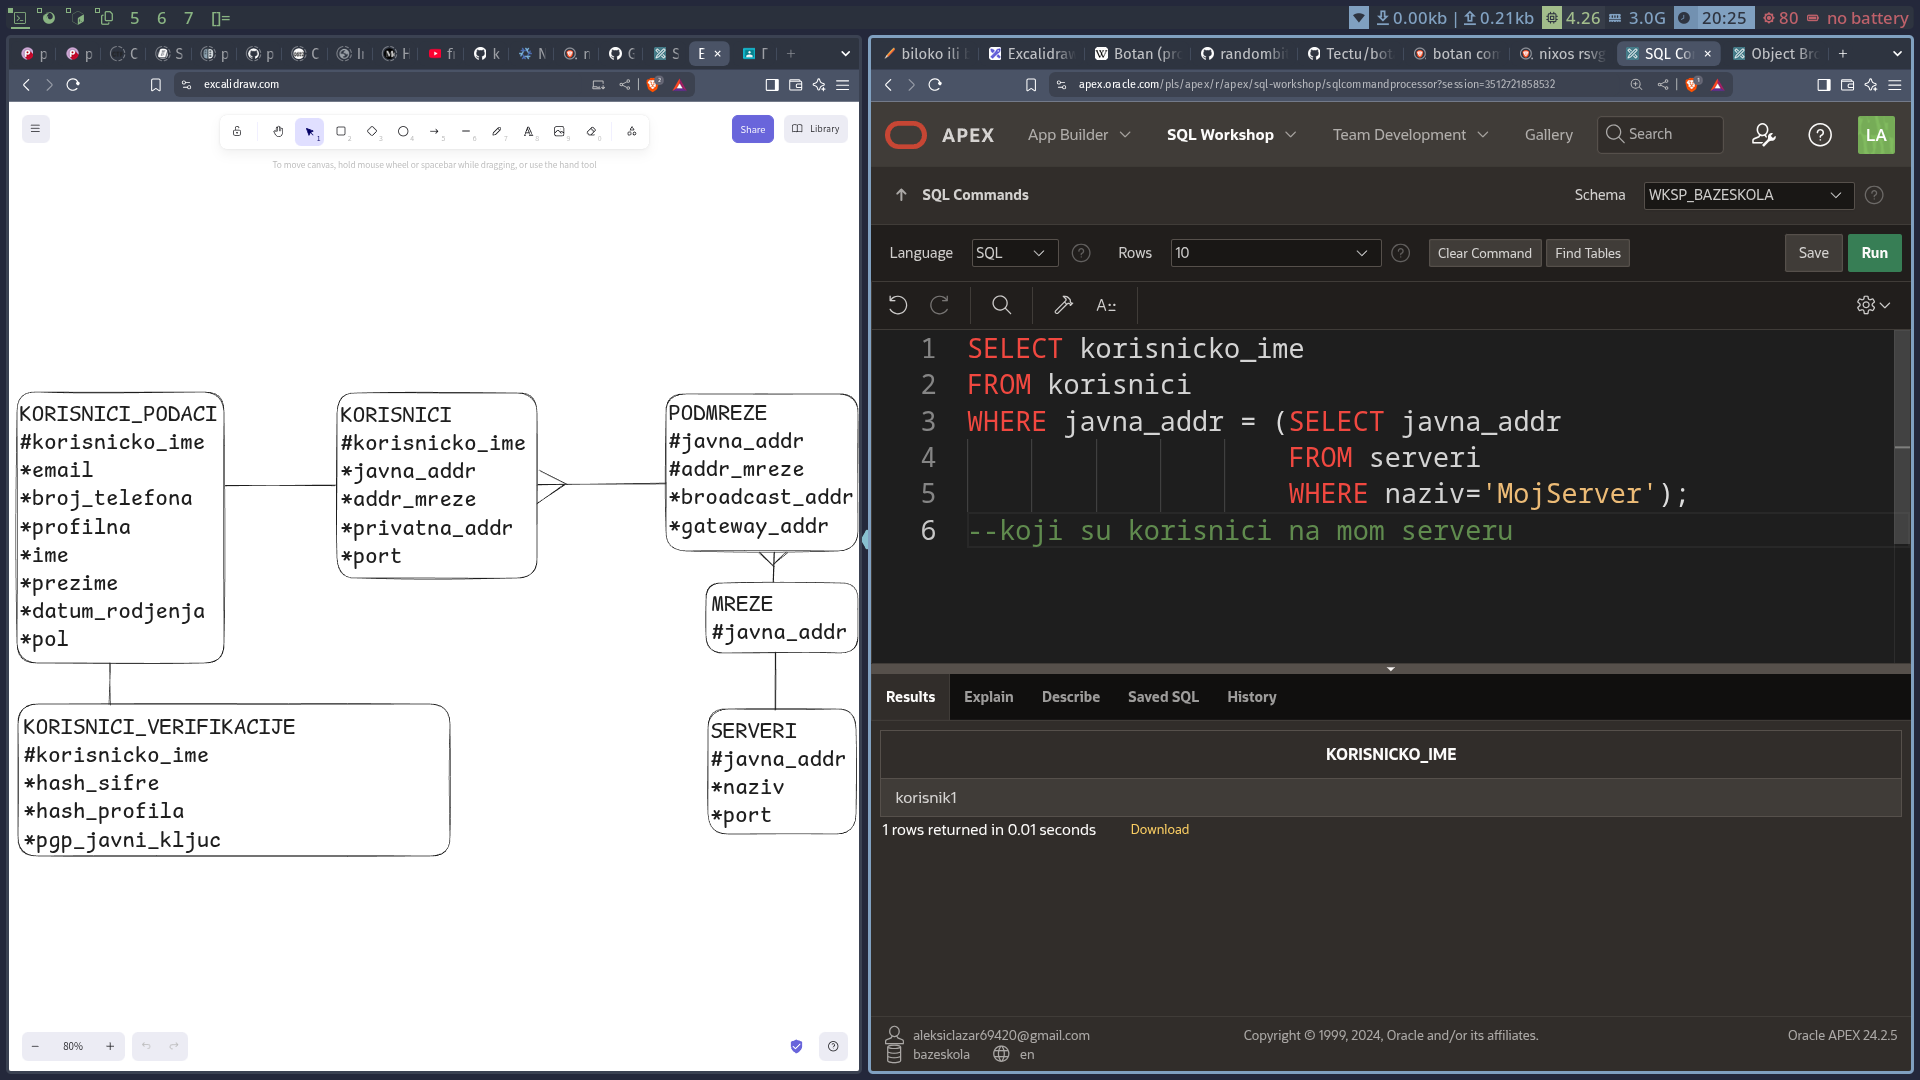 5 6 7 []=
0.00kb | 0.21kb 4.26 3.0G 20:25 80 no battery
p p C S p p C I H f k N n G S E × +
biloko ili Excalidraw Botan (pro randombi Tectu/bot botan con nixos rsvg SQL Co × Object Bro +
excalidraw.com
apex.oracle.com/pls/apex/r/apex/sql-workshop/sqlcommandprocessor?session=3512721858532
Share
Library
To move canvas, hold mouse wheel or spacebar while dragging, or use the hand tool
KORISNICI_PODACI
#korisnicko_ime
*email
*broj_telefona
*profilna
*ime
*prezime
*datum_rodjenja
*pol
KORISNICI
#korisnicko_ime
*javna_addr
*addr_mreze
*privatna_addr
*port
PODMREZE
#javna_addr
#addr_mreze
*broadcast_addr
*gateway_addr
MREZE
#javna_addr
SERVERI
#javna_addr
*naziv
*port
KORISNICI_VERIFIKACIJE
#korisnicko_ime
*hash_sifre
*hash_profila
*pgp_javni_kljuc
− 80% +
APEX App Builder SQL Workshop Team Development Gallery Search LA
SQL Commands Schema WKSP_BAZESKOLA
Language SQL Rows 10 Clear Command Find Tables Save Run
1 SELECT korisnicko_ime
2 FROM korisnici
3 WHERE javna_addr = (SELECT javna_addr
4 FROM serveri
5 WHERE naziv='MojServer');
6 --koji su korisnici na mom serveru
Results Explain Describe Saved SQL History
KORISNICKO_IME
korisnik1
1 rows returned in 0.01 seconds Download
aleksiclazar69420@gmail.com
bazeskola en
Copyright © 1999, 2024, Oracle and/or its affiliates.
Oracle APEX 24.2.5